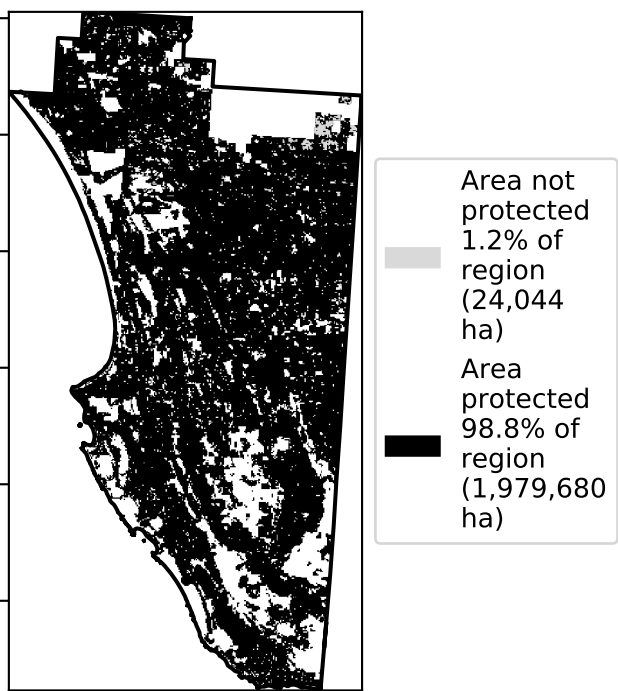 Area not
protected
1.2% of
region
(24,044
ha)
Area
protected
98.8% of
region
(1,979,680
ha)